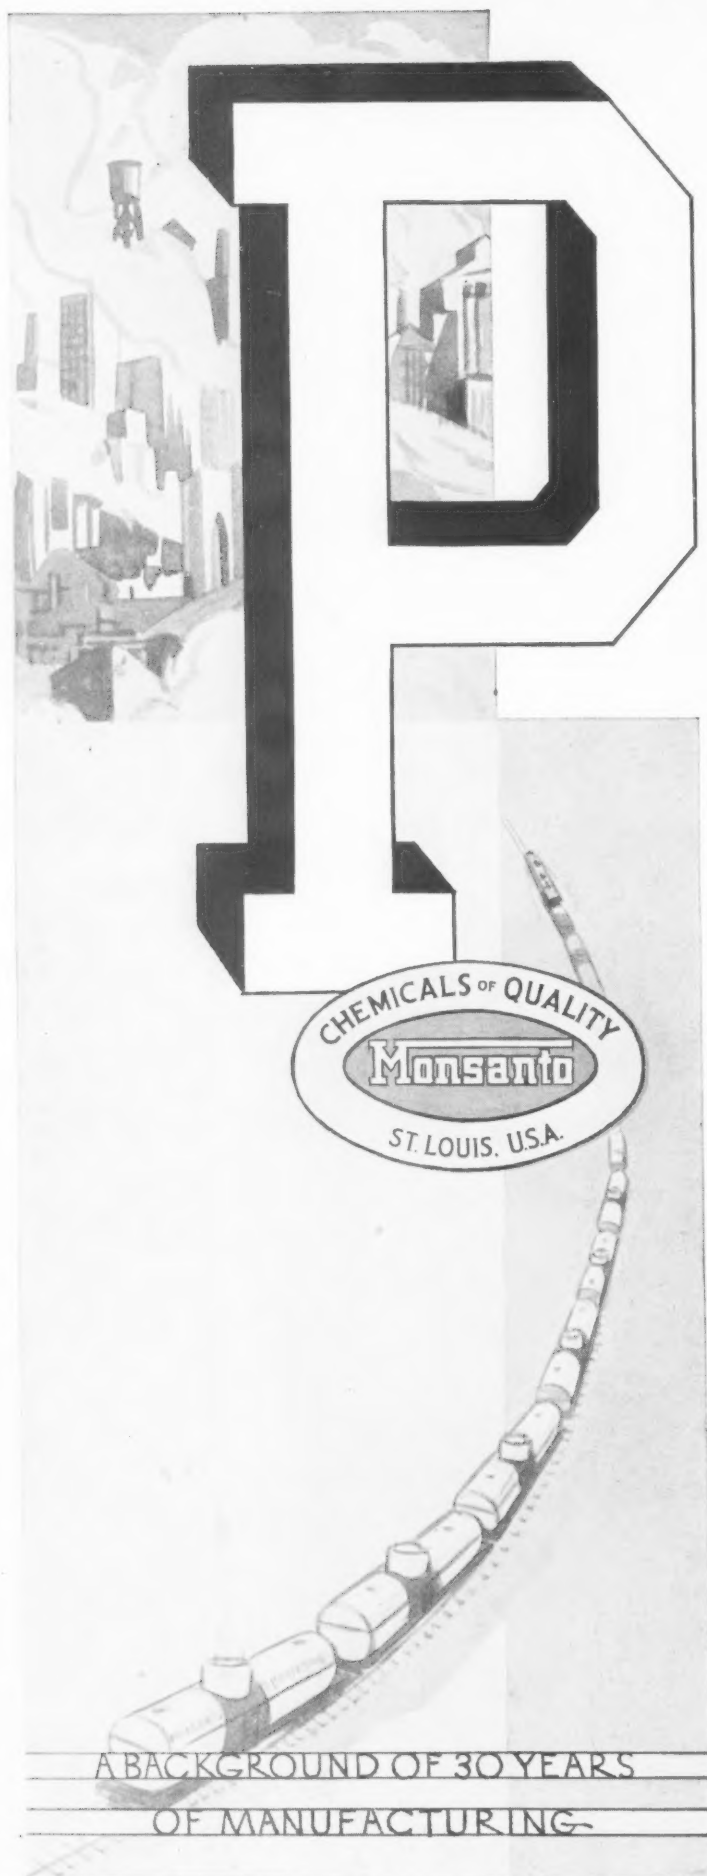 P
CHEMICALS OF QUALITY
Monsanto
ST. LOUIS, U.S.A.
A BACKGROUND OF 30 YEARS
OF MANUFACTURING